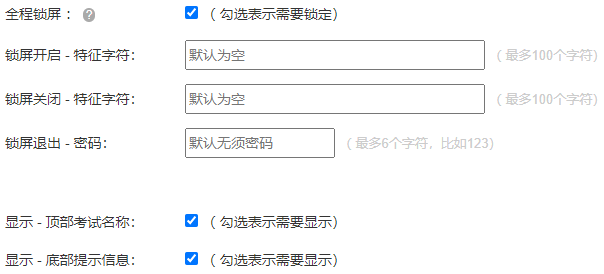 全程锁屏： ? （ 勾选表示需要锁定）
锁屏开启 - 特征字符： 默认为空 （ 最多100个字符)
锁屏关闭 - 特征字符： 默认为空 （ 最多100个字符)
锁屏退出 - 密码： 默认无须密码 （ 最多6个字符，比如123）
显示 - 顶部考试名称： （ 勾选表示需要显示）
显示 - 底部提示信息： （ 勾选表示需要显示）